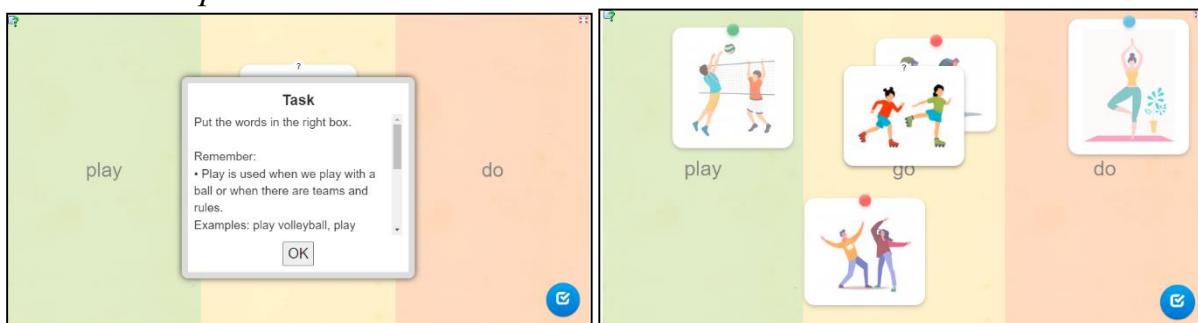 ?
Task
Put the words in the right box.
Remember:
• Play is used when we play with a
ball or when there are teams and
rules.
Examples: play volleyball, play
OK
play
do
?
play
go
do